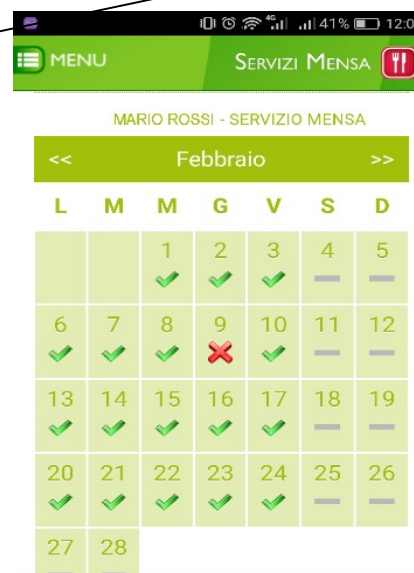 41% 12:0
MENU SERVIZI MENSA
MARIO ROSSI - SERVIZIO MENSA
<< Febbraio >>
L M M G V S D
1 2 3 4 5
6 7 8 9 10 11 12
13 14 15 16 17 18 19
20 21 22 23 24 25 26
27 28